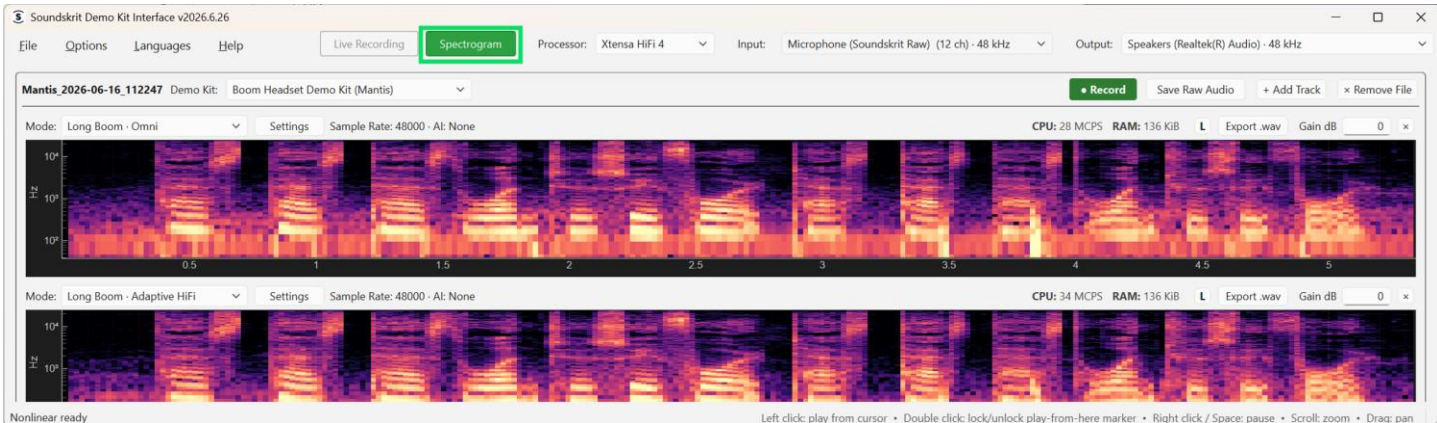 Soundskrit Demo Kit Interface v2026.6.26
File Options Languages Help Live Recording Spectrogram Processor: Xtensa HiFi 4 Input: Microphone (Soundskrit Raw) (12 ch) · 48 kHz Output: Speakers (Realtek(R) Audio) · 48 kHz
Mantis_2026-06-16_112247 Demo Kit: Boom Headset Demo Kit (Mantis) ● Record Save Raw Audio + Add Track × Remove File
Mode: Long Boom · Omni Settings Sample Rate: 48000 · AI: None CPU: 28 MCPS RAM: 136 KiB L Export .wav Gain dB 0 ×
10⁴
Hz
10³
10²
0.5 1 1.5 2 2.5 3 3.5 4 4.5 5
Mode: Long Boom · Adaptive HiFi Settings Sample Rate: 48000 · AI: None CPU: 34 MCPS RAM: 136 KiB L Export .wav Gain dB 0 ×
10⁴
Hz
10³
Nonlinear ready Left click: play from cursor • Double click: lock/unlock play-from-here marker • Right click / Space: pause • Scroll: zoom • Drag: pan